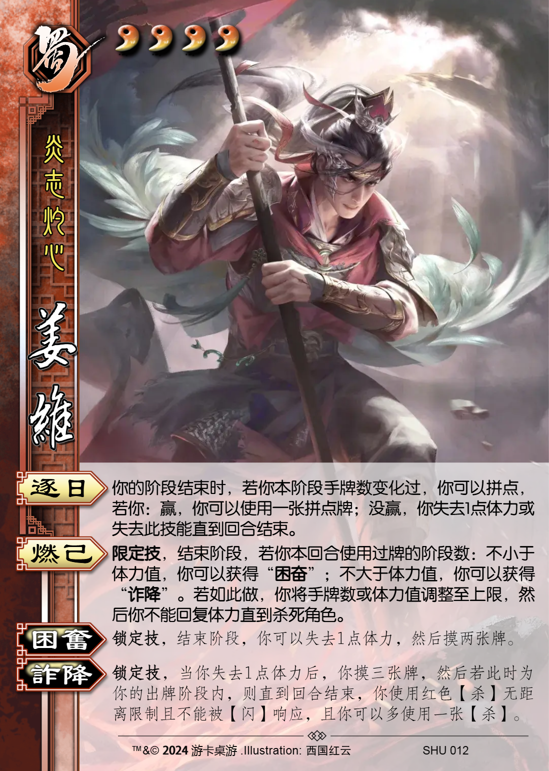 蜀
炎志灼心
姜維
逐日
你的阶段结束时，若你本阶段手牌数变化过，你可以拼点，
若你：赢，你可以使用一张拼点牌；没赢，你失去1点体力或
失去此技能直到回合结束。
燃己
限定技，结束阶段，若你本回合使用过牌的阶段数：不小于
体力值，你可以获得“困奋”；不大于体力值，你可以获得
“诈降”。若如此做，你将手牌数或体力值调整至上限，然
后你不能回复体力直到杀死角色。
困奮
锁定技，结束阶段，你可以失去1点体力，然后摸两张牌。
詐降
锁定技，当你失去1点体力后，你摸三张牌，然后若此时为
你的出牌阶段内，则直到回合结束，你使用红色【杀】无距
离限制且不能被【闪】响应，且你可以多使用一张【杀】。
™&© 2024 游卡桌游 .Illustration: 西国红云
SHU 012